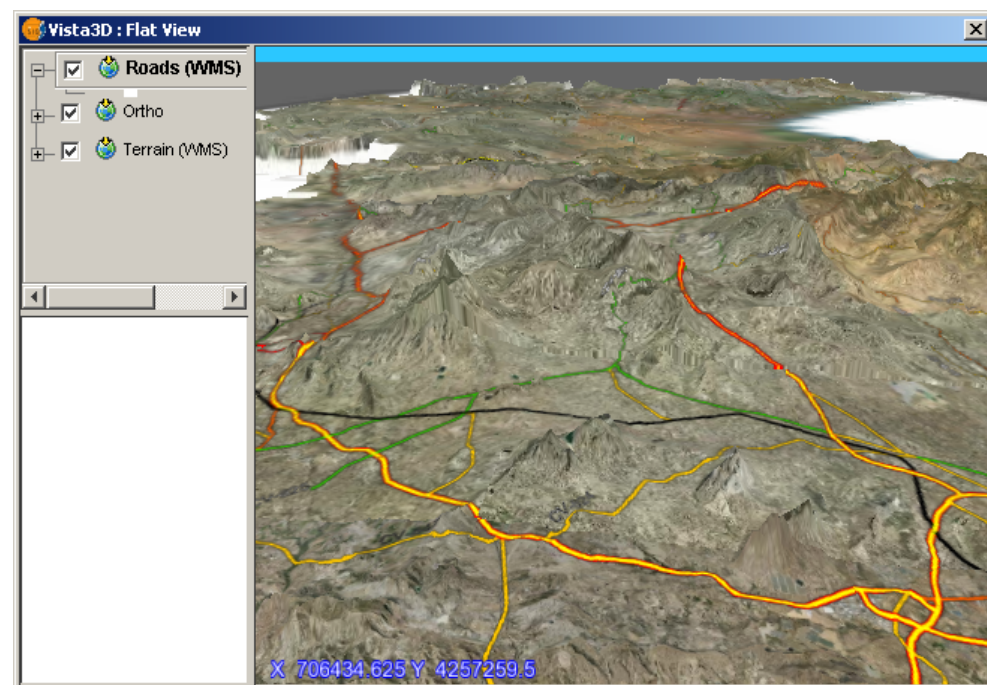 Vista3D : Flat View
Roads (WMS)
Ortho
Terrain (WMS)
X 706434.625 Y 4257259.5